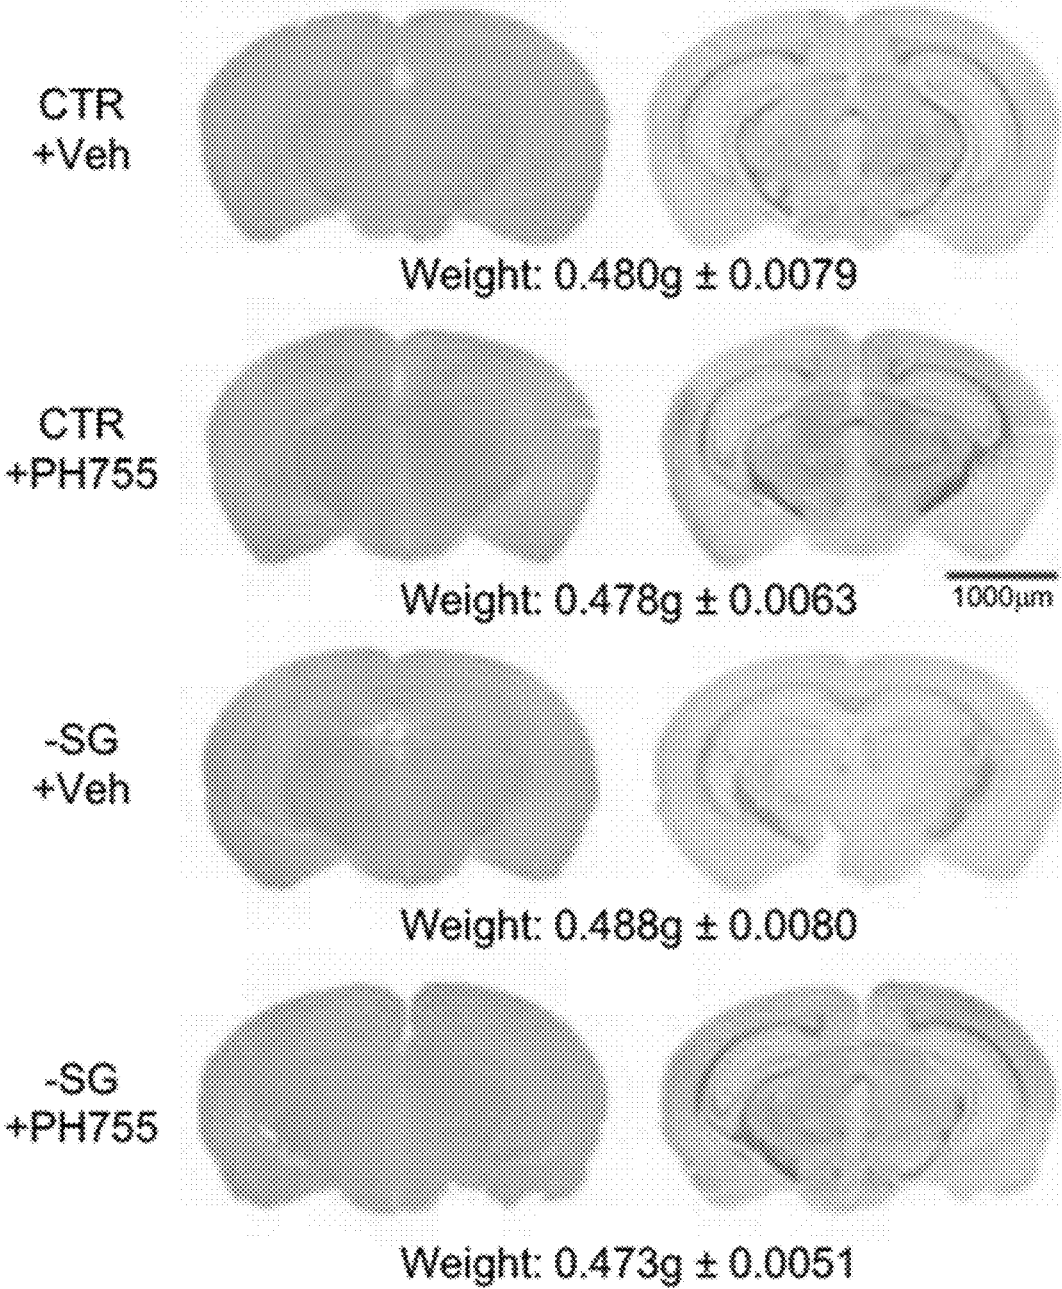 CTR
+Veh
Weight: 0.480g ± 0.0079
CTR
+PH755
Weight: 0.478g ± 0.0063
1000µm
-SG
+Veh
Weight: 0.488g ± 0.0080
-SG
+PH755
Weight: 0.473g ± 0.0051